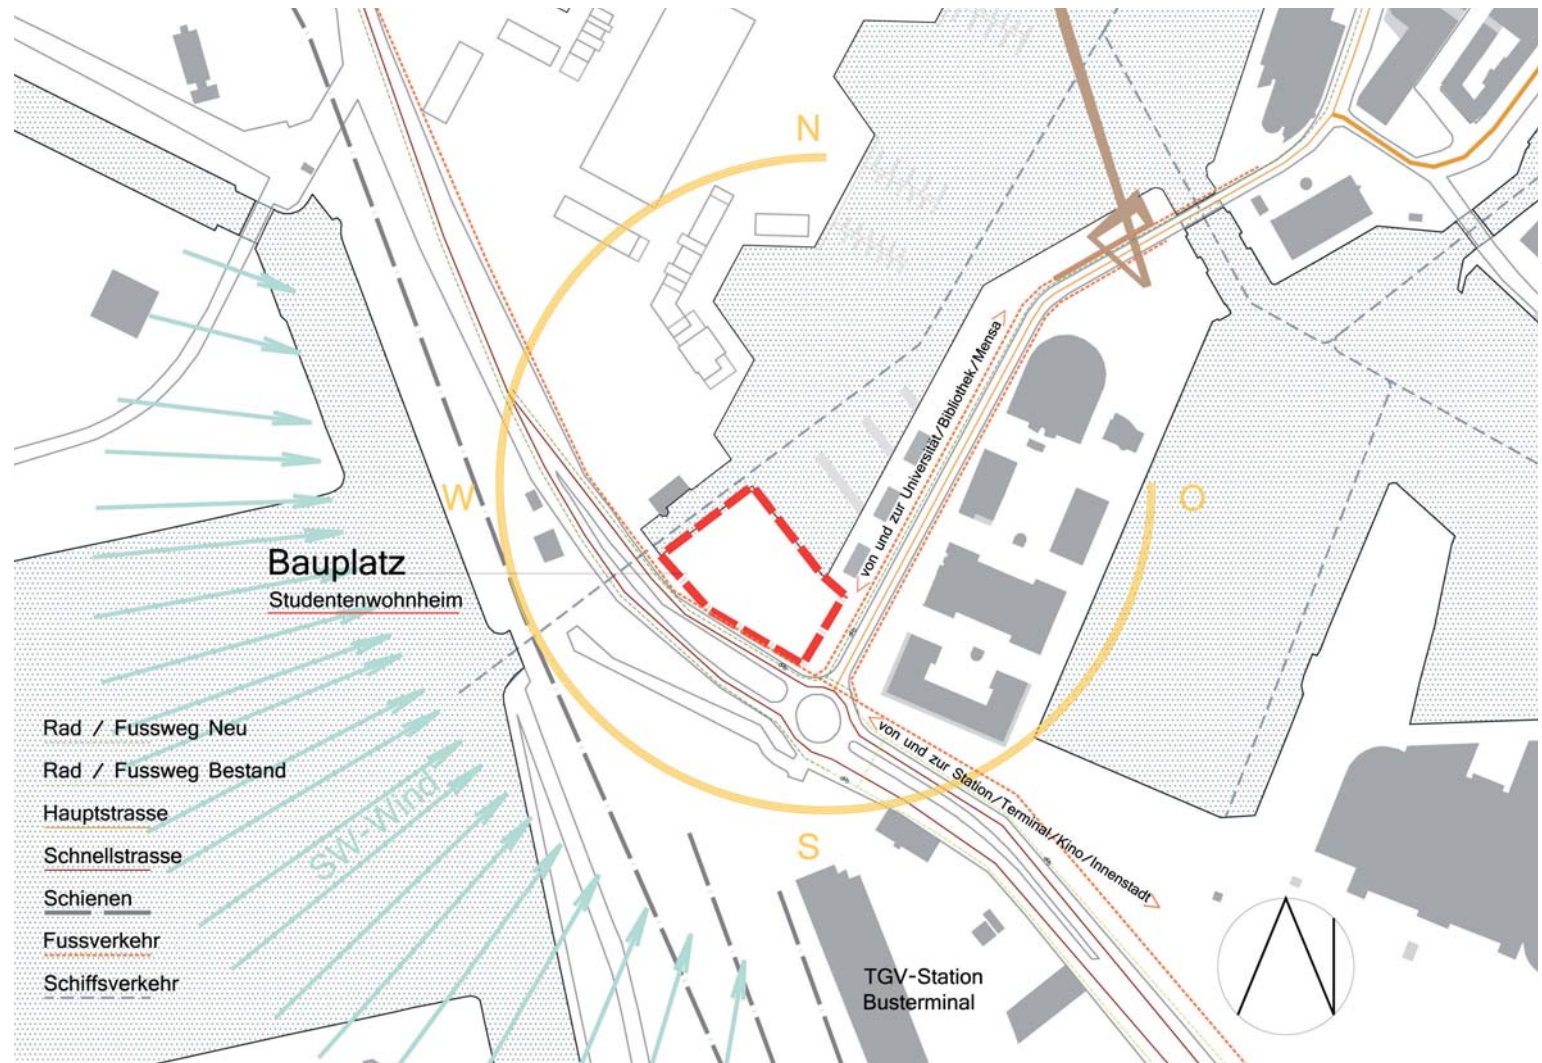 N
von und zur Universität/Bibliothek/Mensa
W
O
Bauplatz
Studentenwohnheim
Rad / Fussweg Neu
Rad / Fussweg Bestand
Hauptstrasse
Schnellstrasse
Schienen
Fussverkehr
Schiffsverkehr
SW-Wind
von und zur Station/Terminal/Kino/Innenstadt
S
TGV-Station
Busterminal